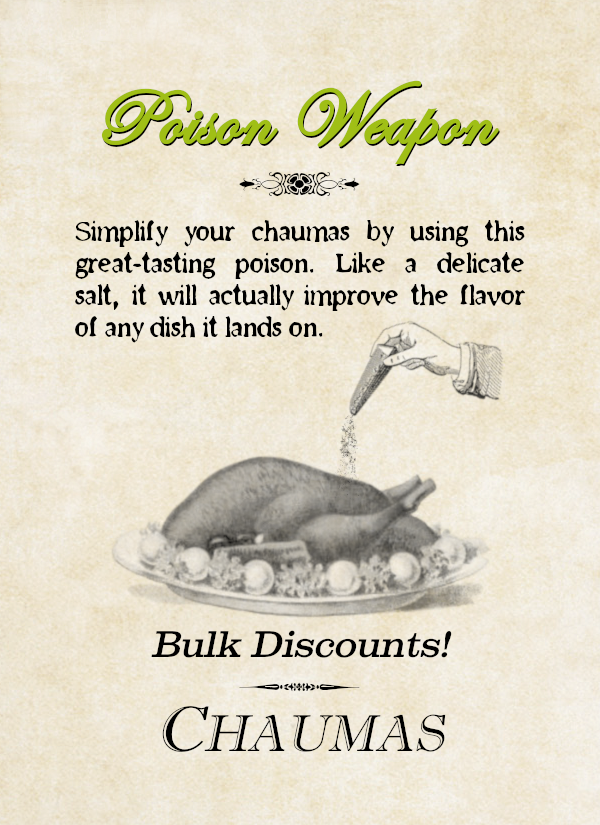 Poison Weapon
Simplify your chaumas by using this
great-tasting poison. Like a delicate
salt, it will actually improve the flavor
of any dish it lands on.
Bulk Discounts!
CHAUMAS